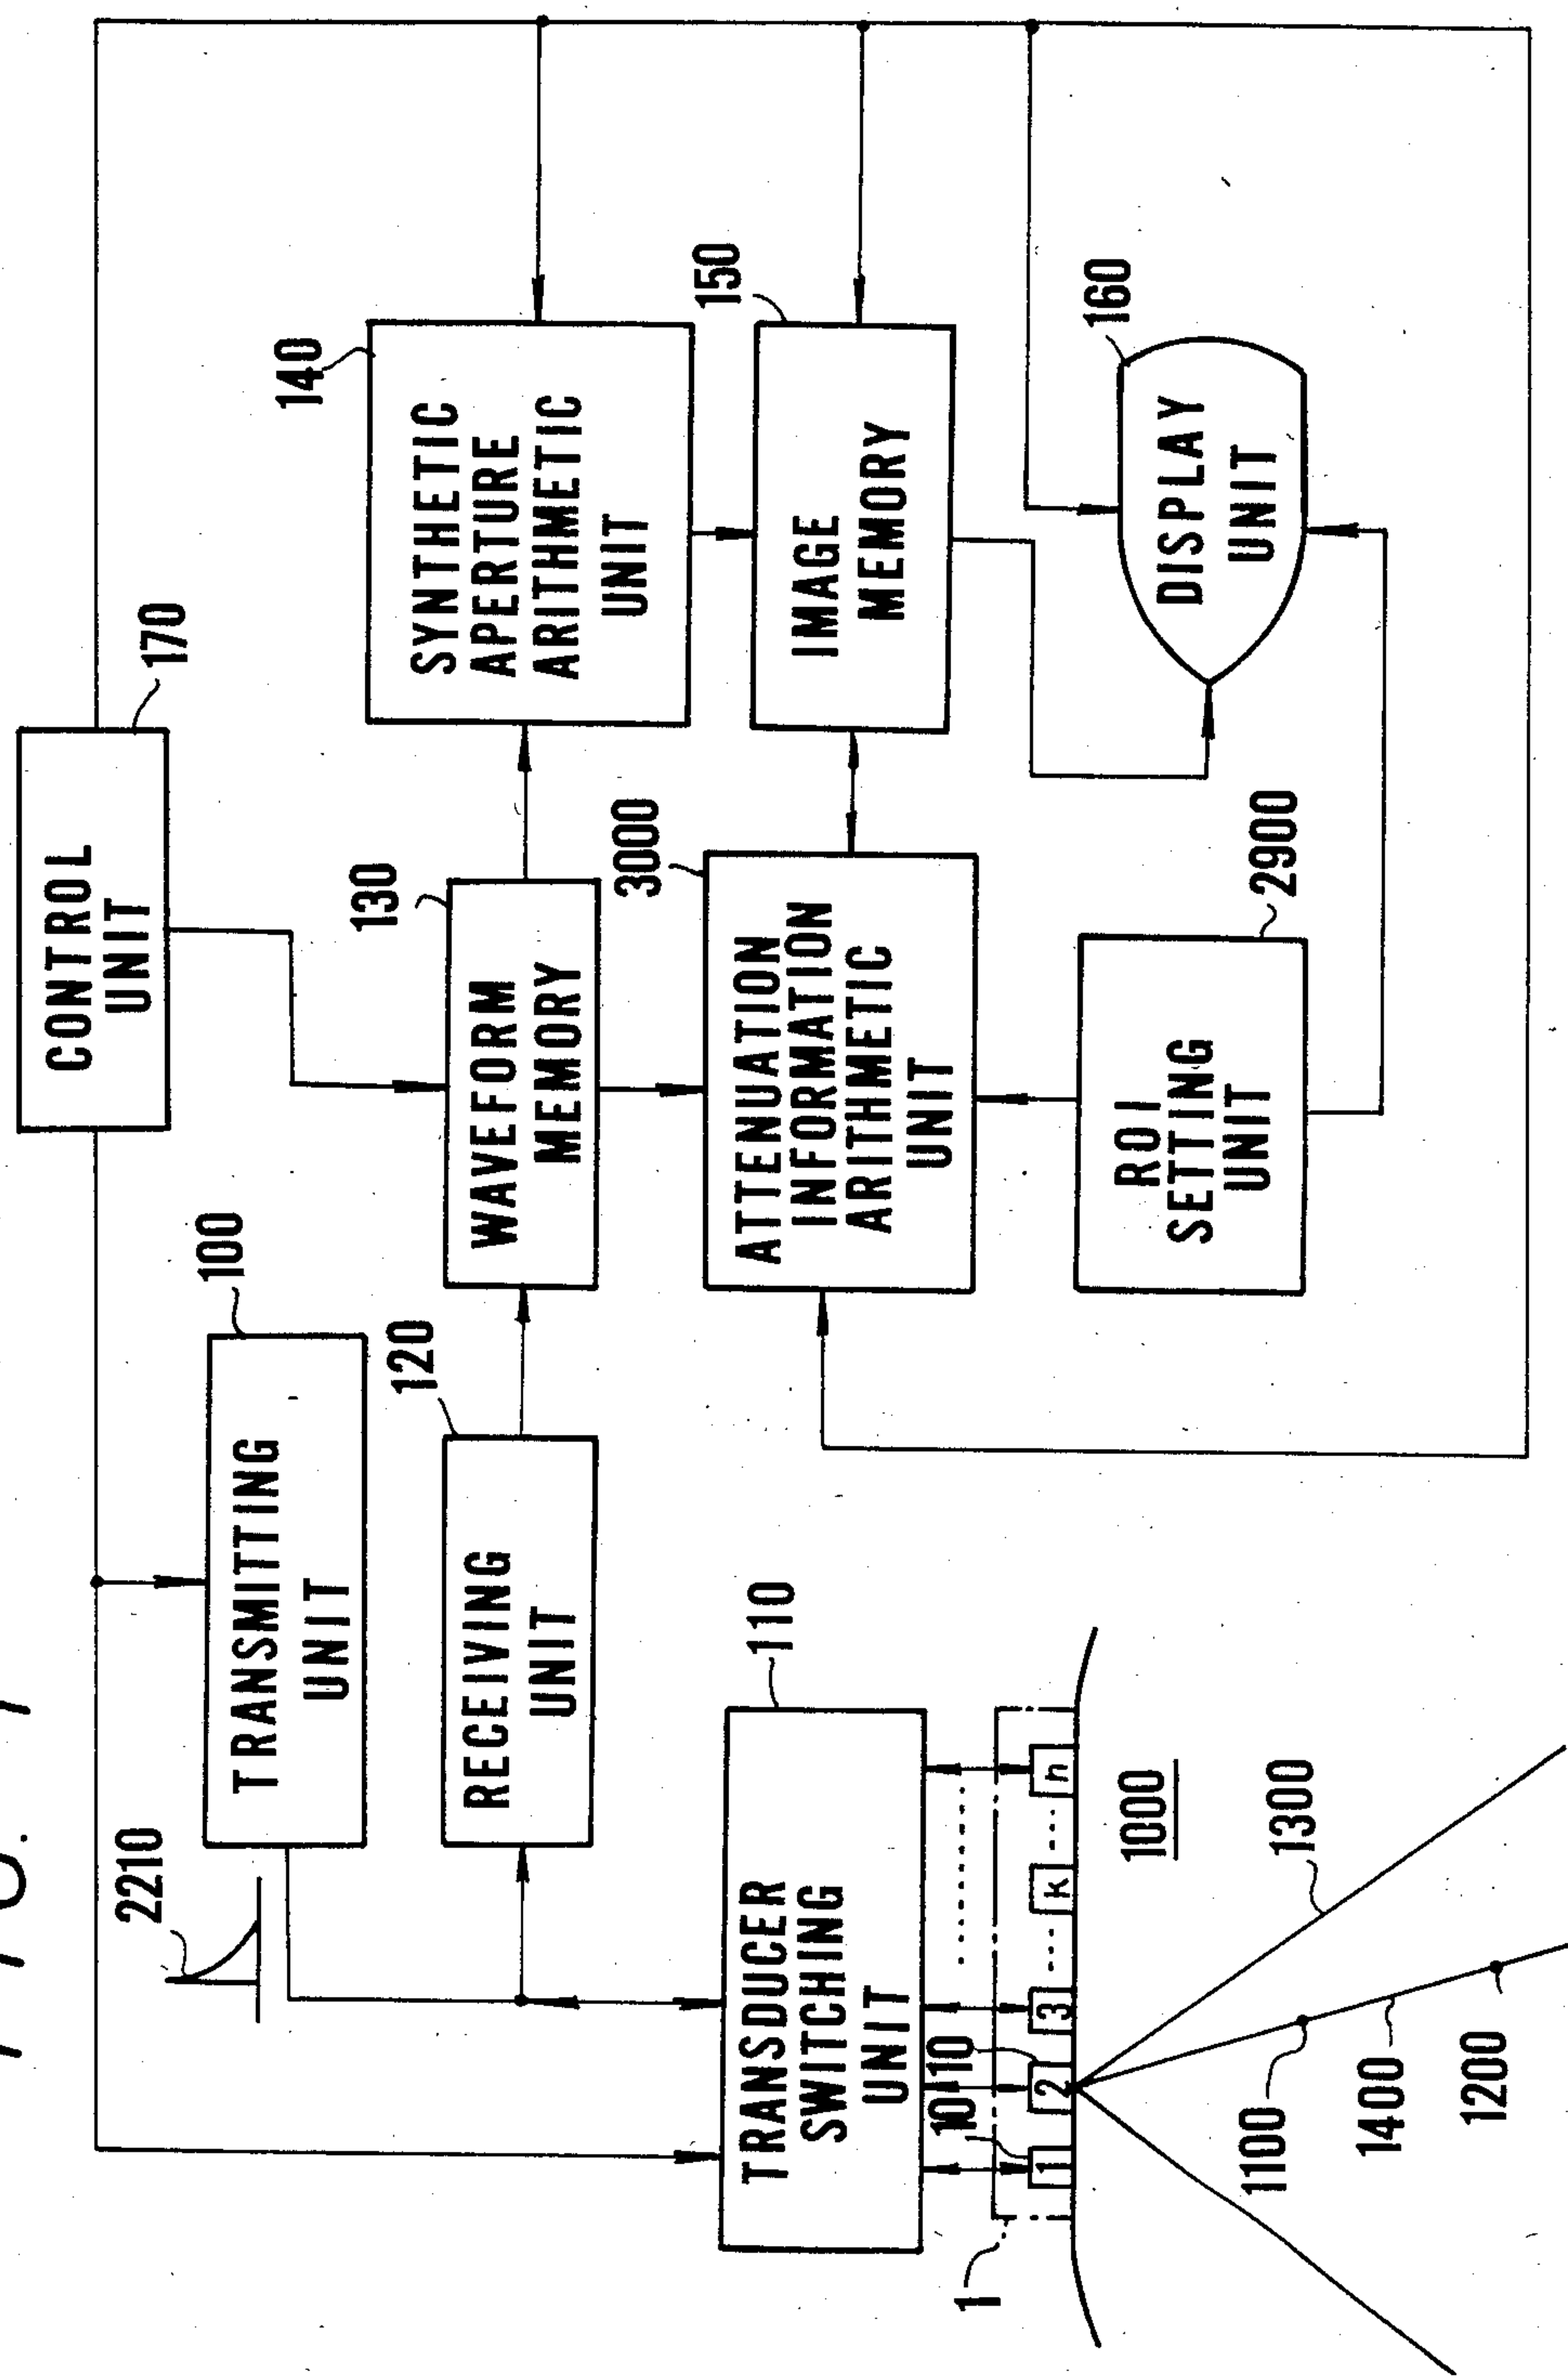 CONTROL
UNIT
170
2210
TRANSMITTING
UNIT
100
140
SYNTHETIC
APERTURE
ARITHMETIC
UNIT
RECEIVING
UNIT
120
WAVEFORM
MEMORY
130
3000
ATTENUATION
INFORMATION
ARITHMETIC
UNIT
150
IMAGE
MEMORY
TRANSDUCER
SWITCHING
UNIT
110
ROI
SETTING
UNIT
2900
160
DISPLAY
UNIT
1
10
10
1 2 3 ---- k ---- n
1000
1100
1300
1400
1200